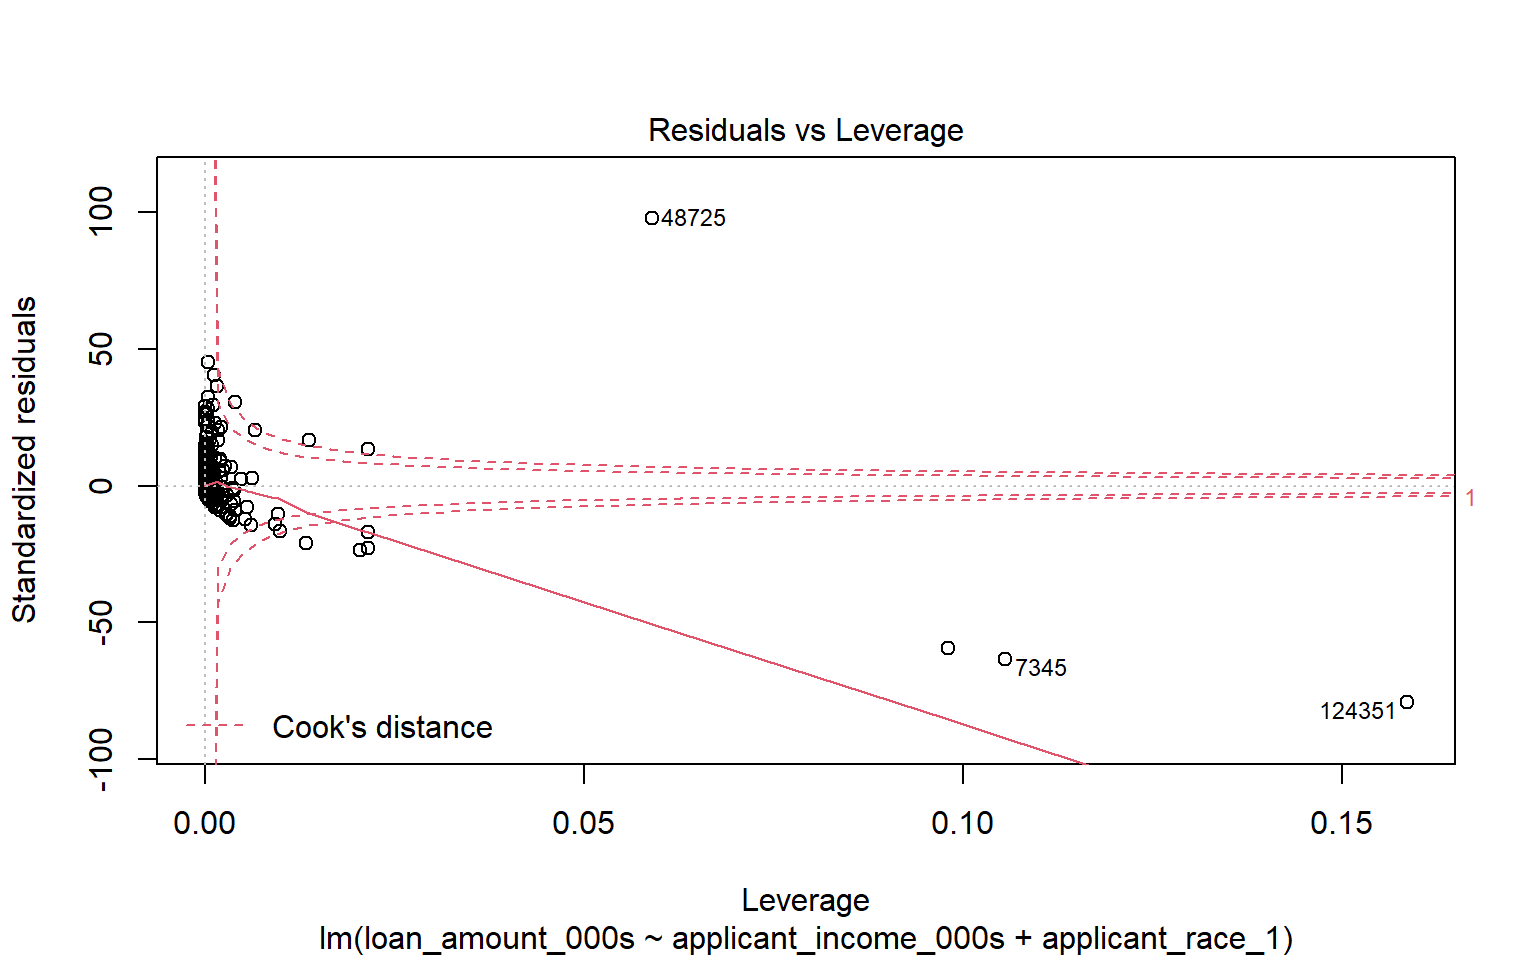 Residuals vs Leverage
Standardized residuals
100
50
0
-50
-100
48725
7345
124351
1
Cook's distance
0.00
0.05
0.10
0.15
Leverage
lm(loan_amount_000s ~ applicant_income_000s + applicant_race_1)